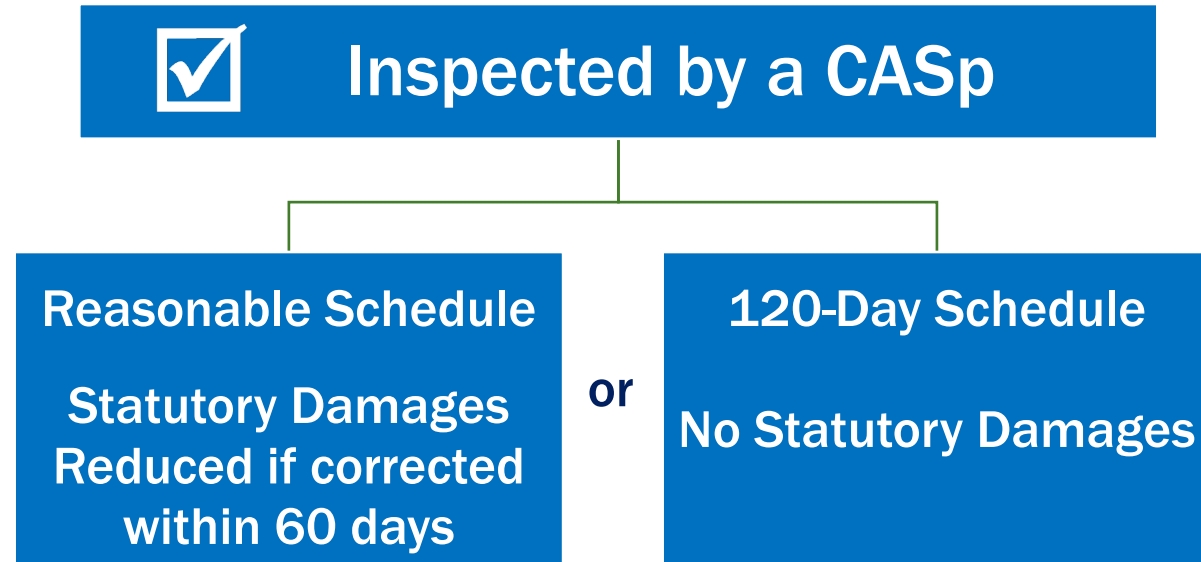 Inspected by a CASp
Reasonable Schedule
Statutory Damages
Reduced if corrected
within 60 days
or
120-Day Schedule
No Statutory Damages